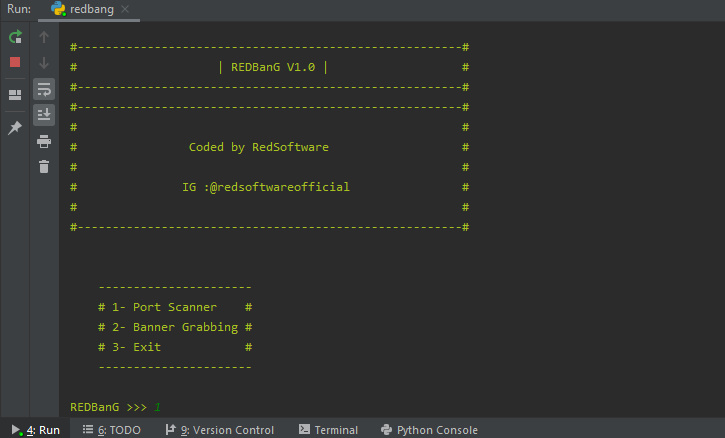 Run: redbang
#-------------------------------------------------------#
# | REDBanG V1.0 | #
#-------------------------------------------------------#
#-------------------------------------------------------#
# #
# Coded by RedSoftware #
# #
# IG :@redsoftwareofficial #
# #
#-------------------------------------------------------#
----------------------
# 1- Port Scanner #
# 2- Banner Grabbing #
# 3- Exit #
----------------------
REDBanG >>> 1
4: Run 6: TODO 9: Version Control Terminal Python Console